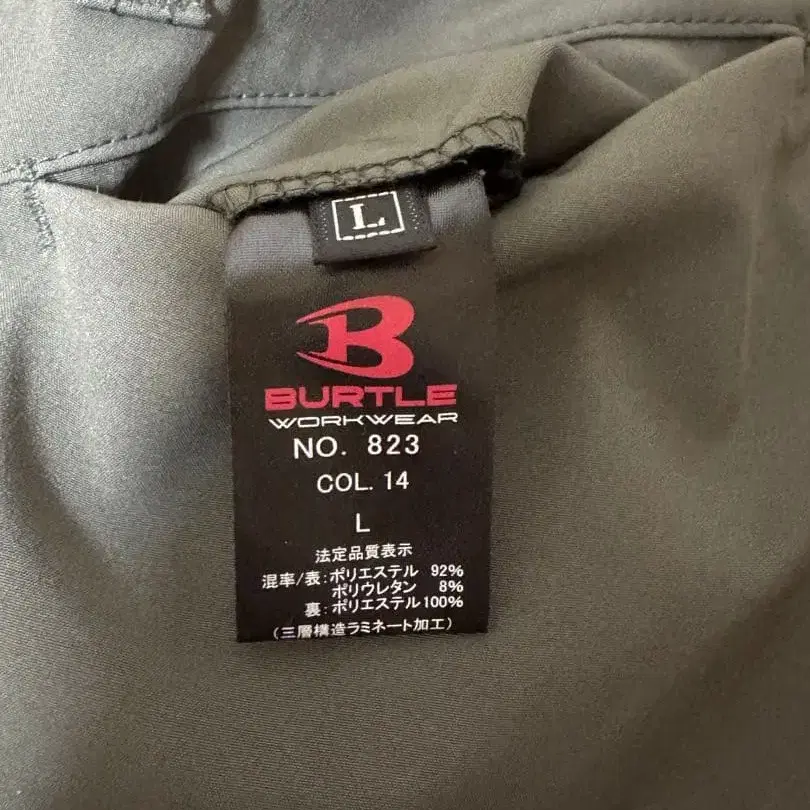 L
B
BURTLE
WORKWEAR
NO. 823
COL. 14
L
法定品質表示
混率/表:ポリエステル 92%
ポリウレタン 8%
裏:ポリエステル100%
(三層構造ラミネート加工)